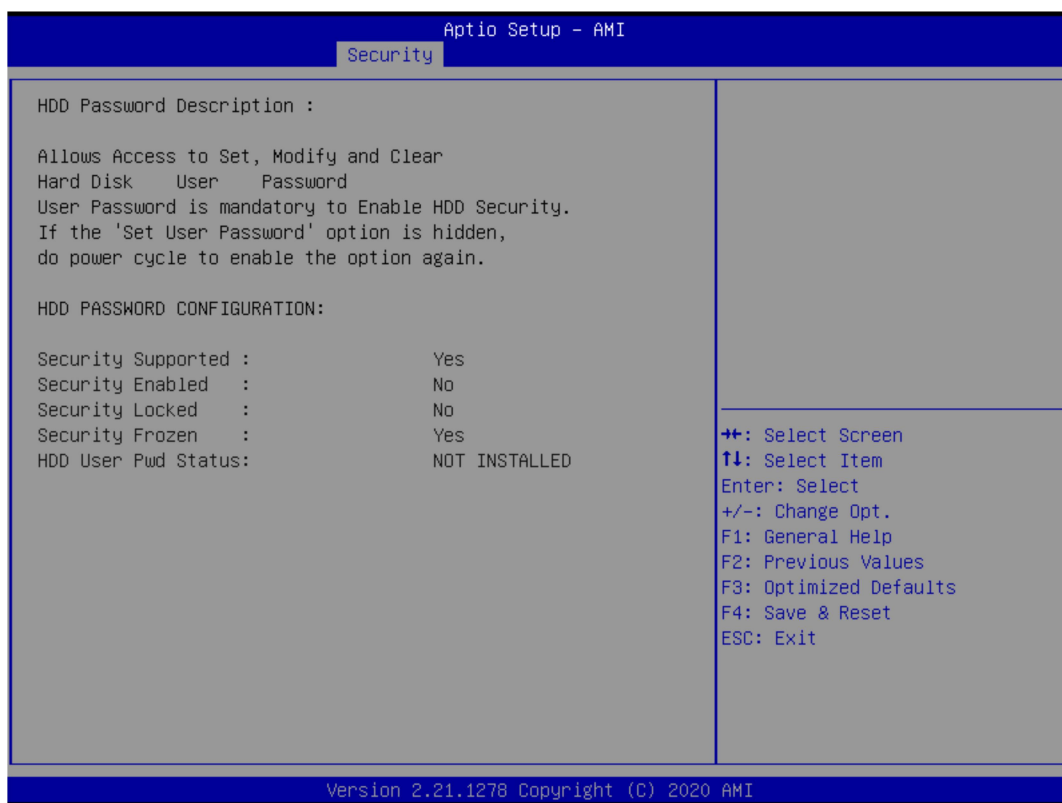 Aptio Setup – AMI
Security
HDD Password Description :
Allows Access to Set, Modify and Clear
Hard Disk    User    Password
User Password is mandatory to Enable HDD Security.
If the 'Set User Password' option is hidden,
do power cycle to enable the option again.
HDD PASSWORD CONFIGURATION:
Security Supported :    Yes
Security Enabled   :    No
Security Locked    :    No
Security Frozen    :    Yes
HDD User Pwd Status:    NOT INSTALLED
→←: Select Screen
↑↓: Select Item
Enter: Select
+/-: Change Opt.
F1: General Help
F2: Previous Values
F3: Optimized Defaults
F4: Save & Reset
ESC: Exit
Version 2.21.1278 Copyright (C) 2020 AMI